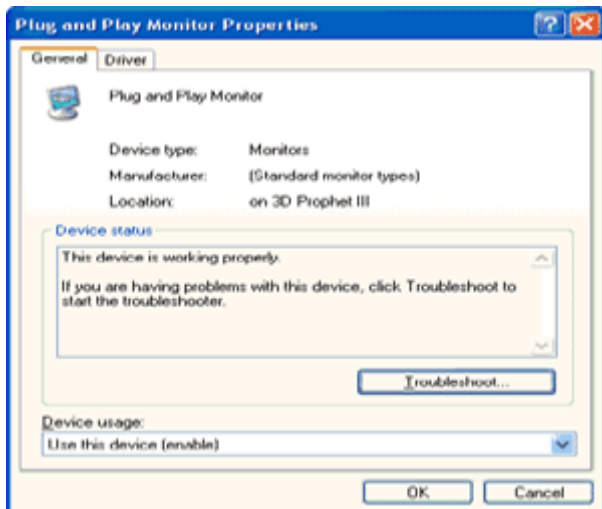 Plug and Play Monitor Properties
General Driver
Plug and Play Monitor
Device type: Monitors
Manufacturer: (Standard monitor types)
Location: on 3D Prophet III
Device status
This device is working properly.
If you are having problems with this device, click Troubleshoot to
start the troubleshooter.
Troubleshoot...
Device usage:
Use this device (enable)
OK Cancel